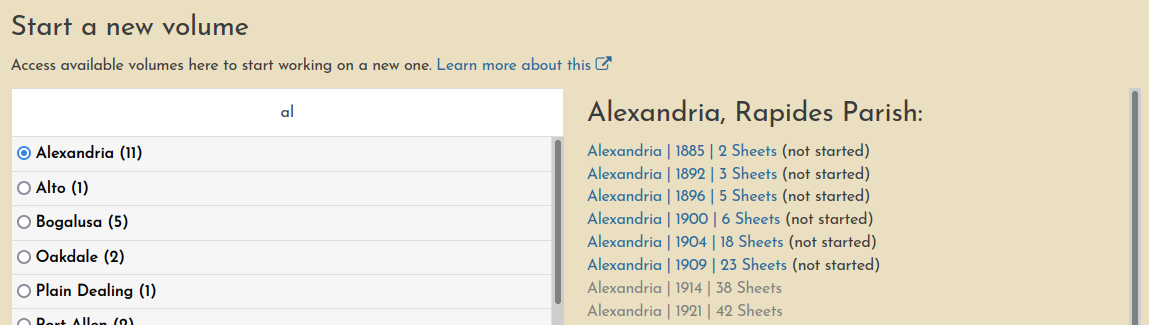 Start a new volume
Access available volumes here to start working on a new one. Learn more about this
al
Alexandria (11)
Alto (1)
Bogalusa (5)
Oakdale (2)
Plain Dealing (1)
Port Allen (2)
Alexandria, Rapides Parish:
Alexandria | 1885 | 2 Sheets (not started)
Alexandria | 1892 | 3 Sheets (not started)
Alexandria | 1896 | 5 Sheets (not started)
Alexandria | 1900 | 6 Sheets (not started)
Alexandria | 1904 | 18 Sheets (not started)
Alexandria | 1909 | 23 Sheets (not started)
Alexandria | 1914 | 38 Sheets
Alexandria | 1921 | 42 Sheets